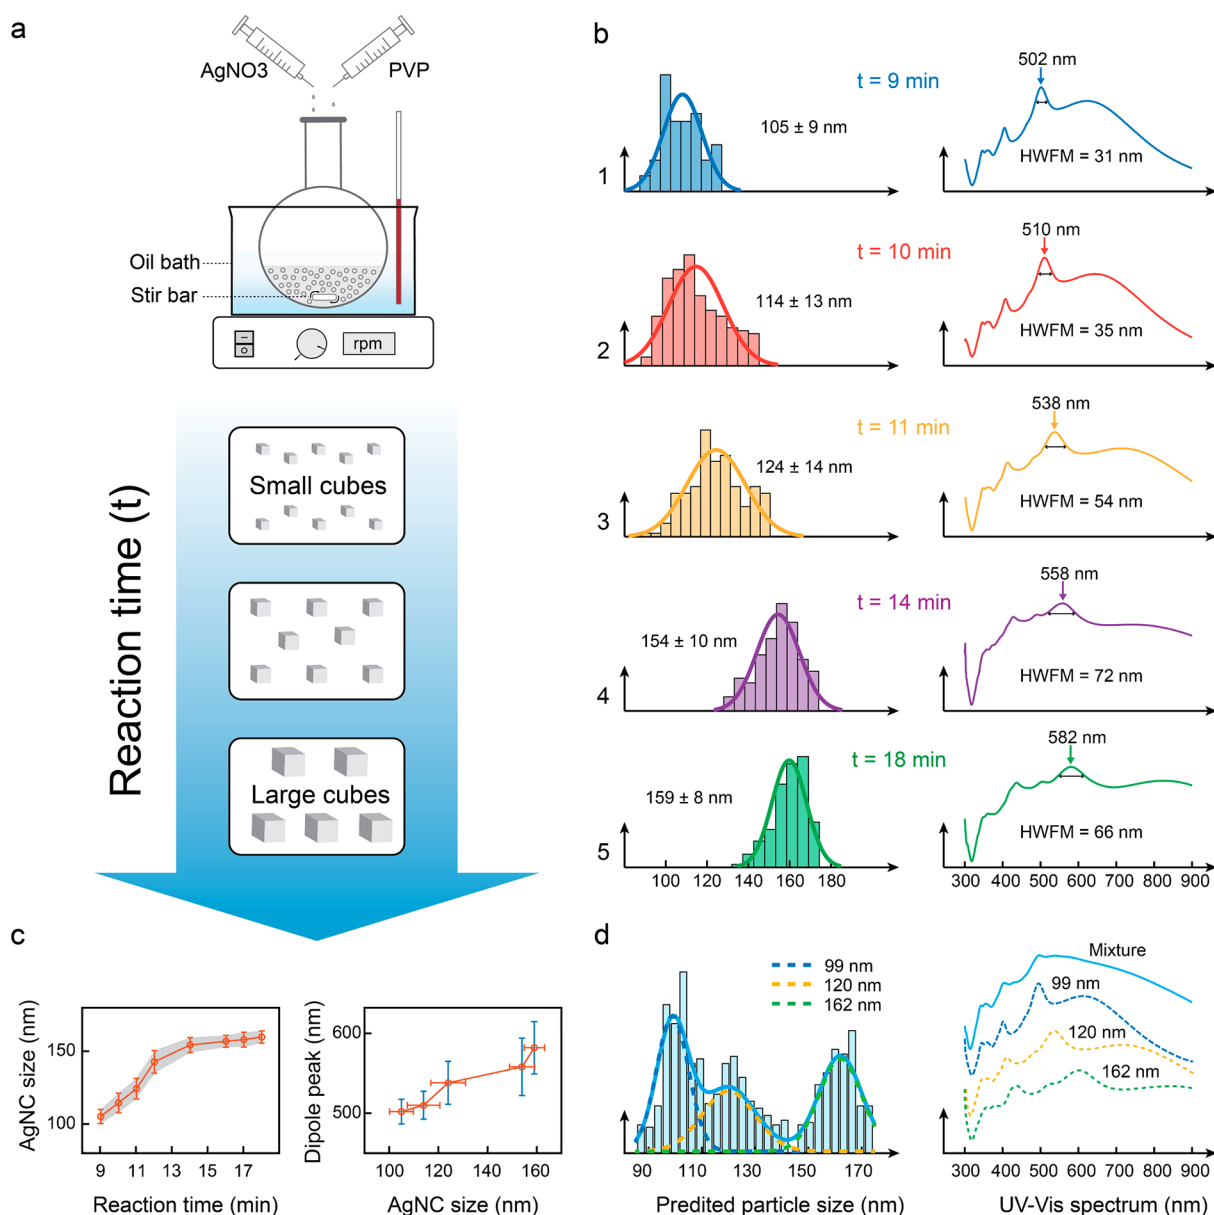 a
AgNO3
PVP
Oil bath
Stir bar
rpm
Reaction time (t)
Small cubes
Large cubes
b
1
105 ± 9 nm
t = 9 min
502 nm
HWFM = 31 nm
2
114 ± 13 nm
t = 10 min
510 nm
HWFM = 35 nm
3
124 ± 14 nm
t = 11 min
538 nm
HWFM = 54 nm
4
154 ± 10 nm
t = 14 min
558 nm
HWFM = 72 nm
5
159 ± 8 nm
t = 18 min
582 nm
HWFM = 66 nm
100 120 140 160 180
300 400 500 600 700 800 900
c
AgNC size (nm)
150
100
9 11 13 15 17
Reaction time (min)
Dipole peak (nm)
600
500
100 120 140 160
AgNC size (nm)
d
99 nm
120 nm
162 nm
90 110 130 150 170
Predited particle size (nm)
Mixture
99 nm
120 nm
162 nm
300 400 500 600 700 800 900
UV-Vis spectrum (nm)